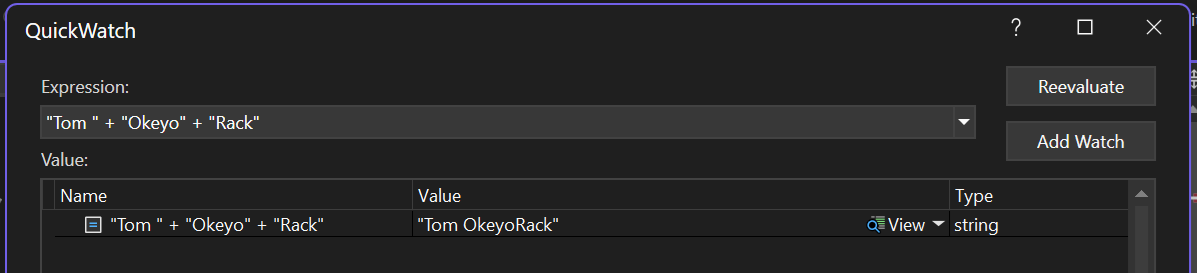 QuickWatch
Expression:
Reevaluate
"Tom " + "Okeyo" + "Rack"
Add Watch
Value:
Name Value Type
"Tom " + "Okeyo" + "Rack" "Tom OkeyoRack" View string